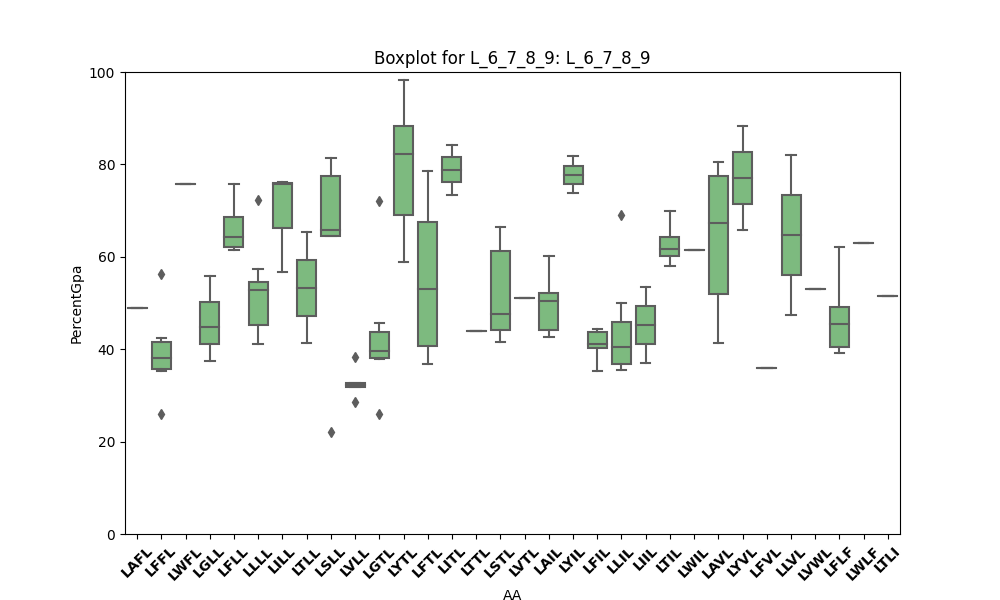 Boxplot for L_6_7_8_9: L_6_7_8_9
PercentGpa
100
80
60
40
20
0
LAFL
LFFL
LWFL
LGLL
LFLL
LLLL
LILL
LTLL
LSLL
LVLL
LGTL
LYTL
LFTL
LITL
LTTL
LSTL
LVTL
LAIL
LYIL
LFIL
LLIL
LIIL
LTIL
LWIL
LAVL
LYVL
LFVL
LLVL
LVWL
LFLF
LWLF
LTLI
AA